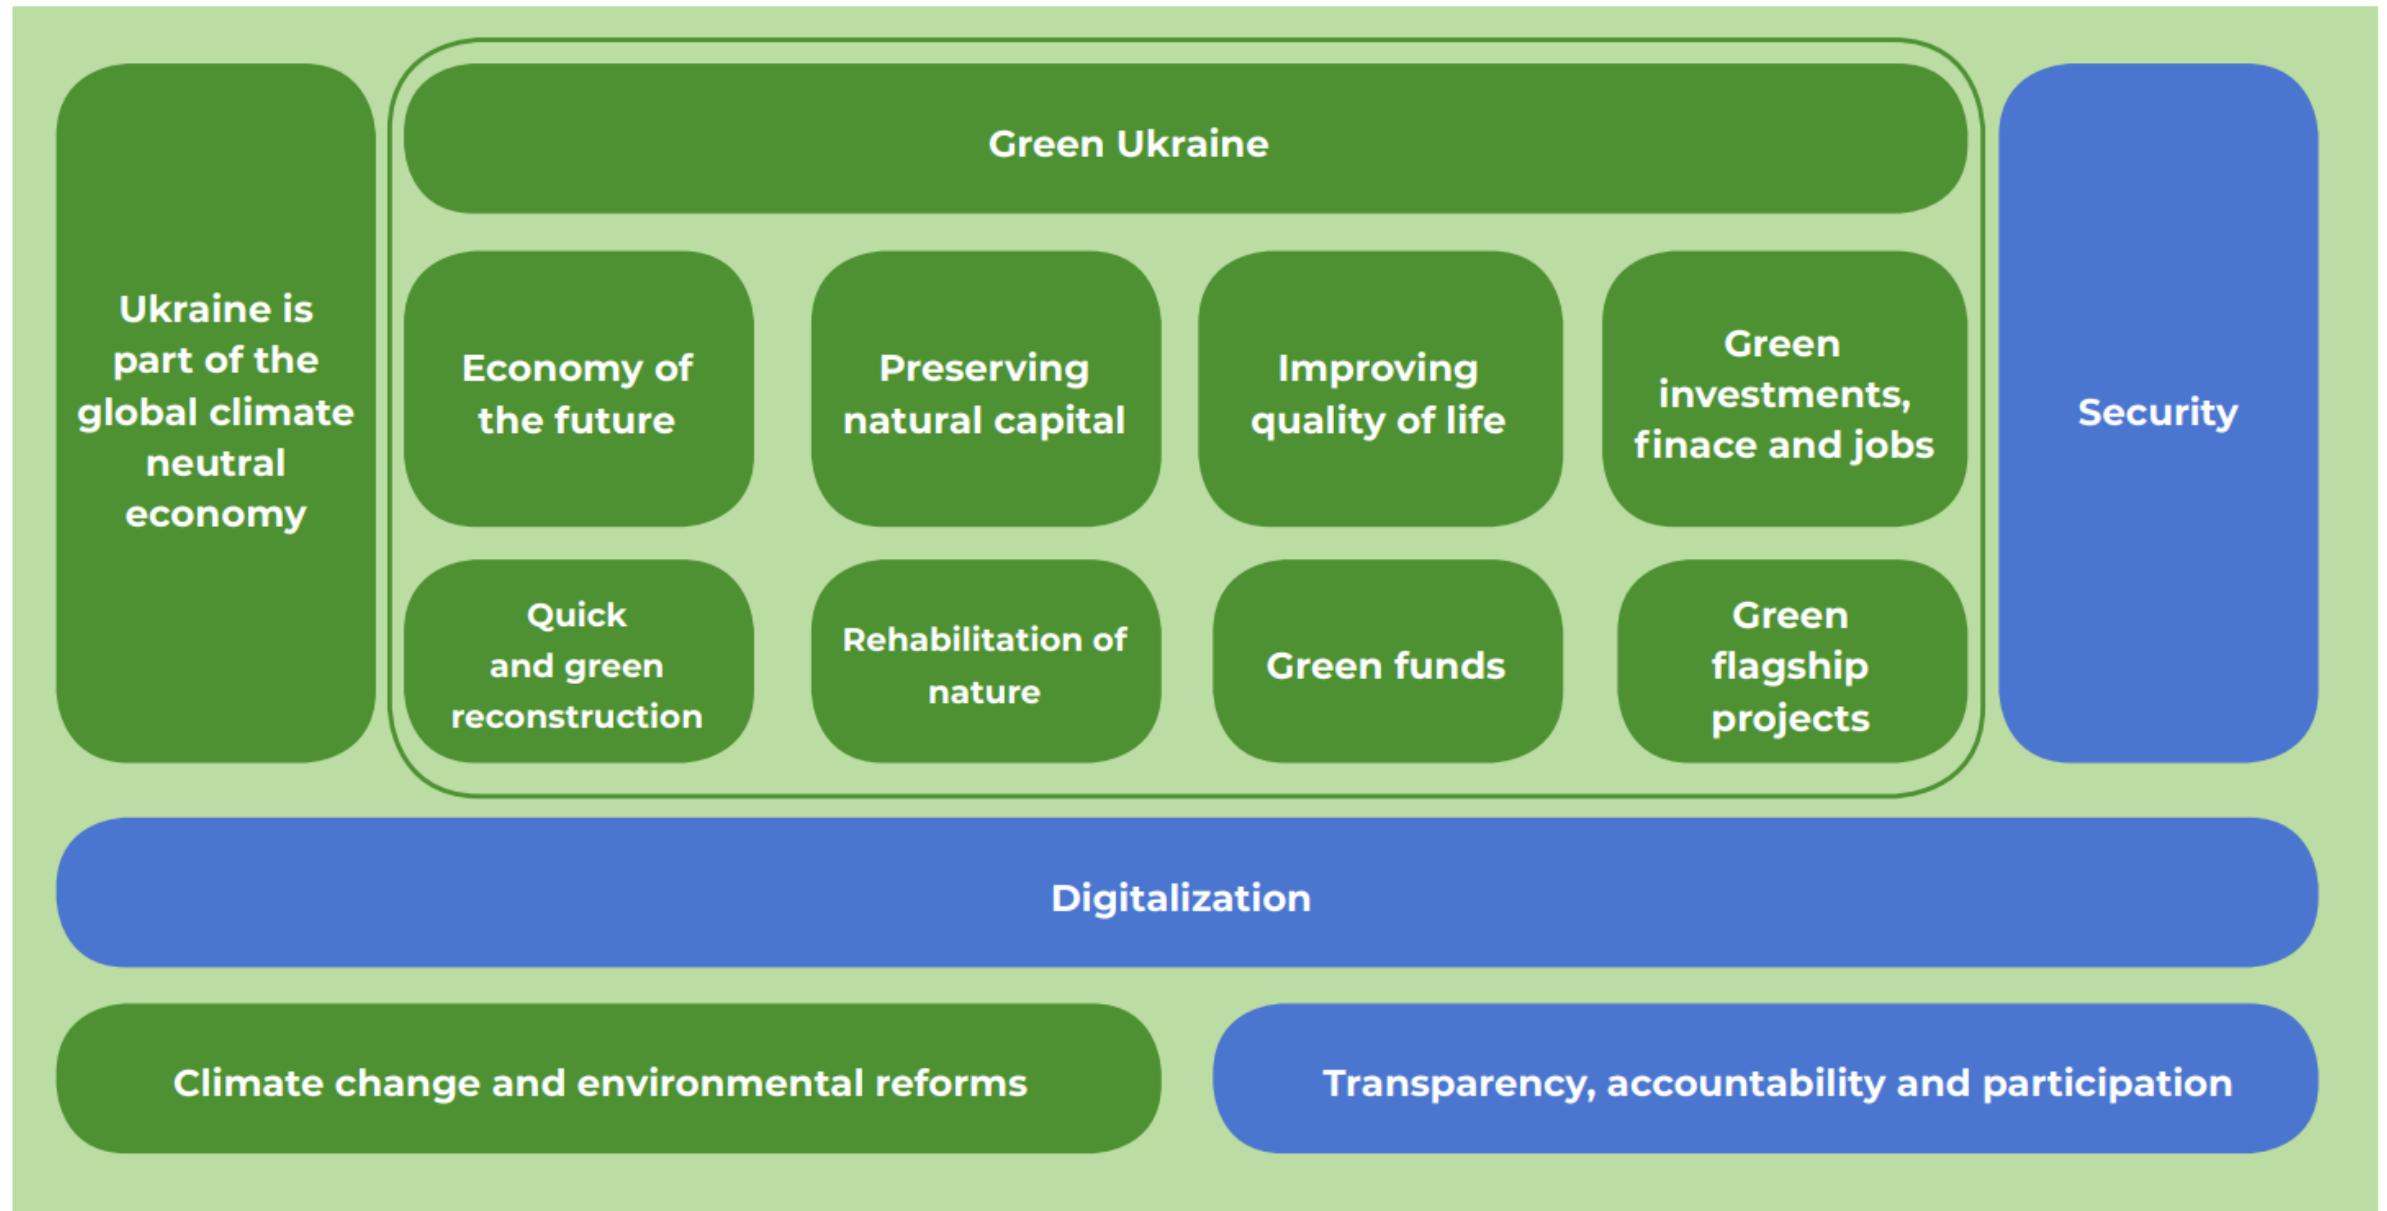 Green Ukraine
Ukraine is
part of the
global climate
neutral
economy
Economy of
the future
Preserving
natural capital
Improving
quality of life
Green
investments,
finace and jobs
Security
Quick
and green
reconstruction
Rehabilitation of
nature
Green funds
Green
flagship
projects
Digitalization
Climate change and environmental reforms
Transparency, accountability and participation